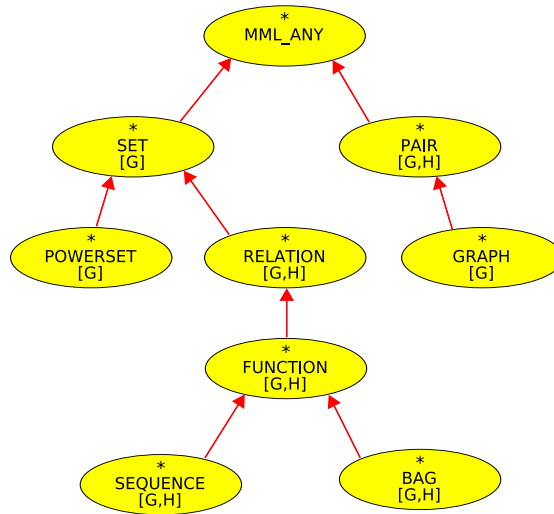 *
MML_ANY
*
SET
[G]
*
PAIR
[G,H]
*
POWERSET
[G]
*
RELATION
[G,H]
*
GRAPH
[G]
*
FUNCTION
[G,H]
*
SEQUENCE
[G,H]
*
BAG
[G,H]